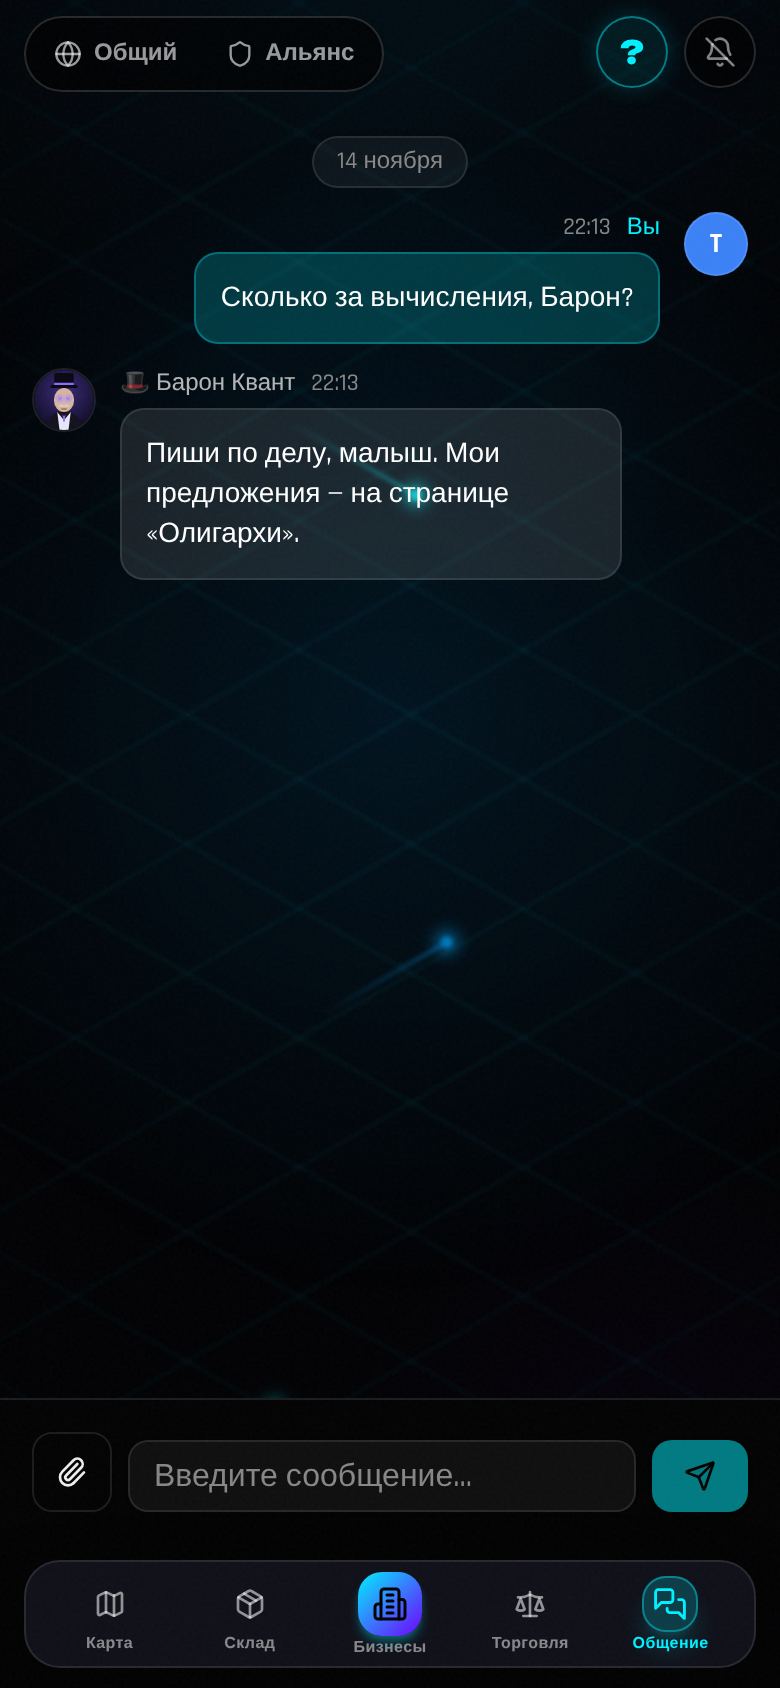 Общий
Альянс
?
14 ноября
22:13 Вы
T
Сколько за вычисления, Барон?
Барон Квант 22:13
Пиши по делу, малыш. Мои
предложения – на странице
«Олигархи».
Введите сообщение...
Карта
Склад
Бизнесы
Торговля
Общение